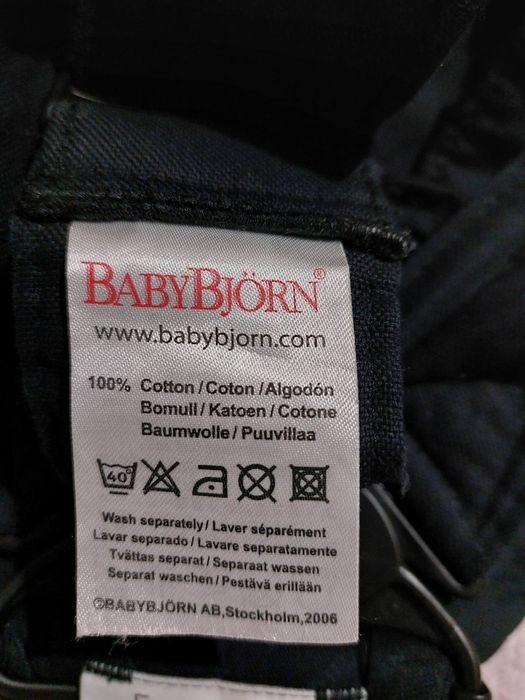 BABYBJÖRN®
www.babybjorn.com
100% Cotton/Coton/Algodón
Bomull/Katoen/Cotone
Baumwolle/Puuvillaa
40°
Wash separately/Laver séparément
Lavar separado/Lavare separatamente
Tvättas separat/Separaat wassen
Separat waschen/Pestävä erillään
©BABYBJÖRN AB,Stockholm,2006